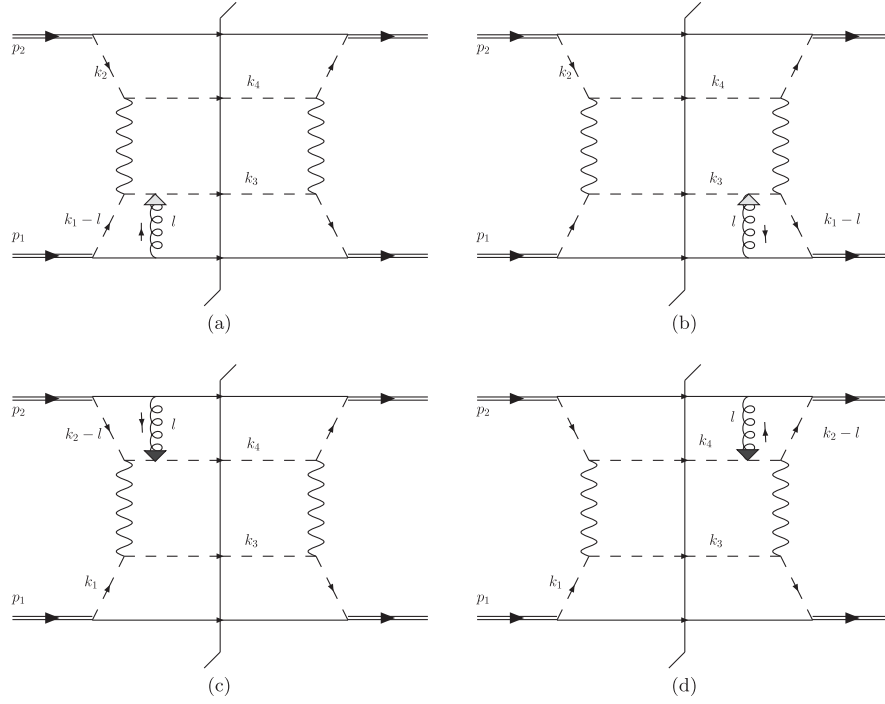 p₂ k₂ k₄
k₃
p₁ k₁ − l l
(a)
p₂ k₂ k₄
k₃
p₁ l k₁ − l
(b)
p₂ k₂ − l l k₄
k₃
p₁ k₁
(c)
p₂ l k₄ k₂ − l
k₃
p₁ k₁
(d)